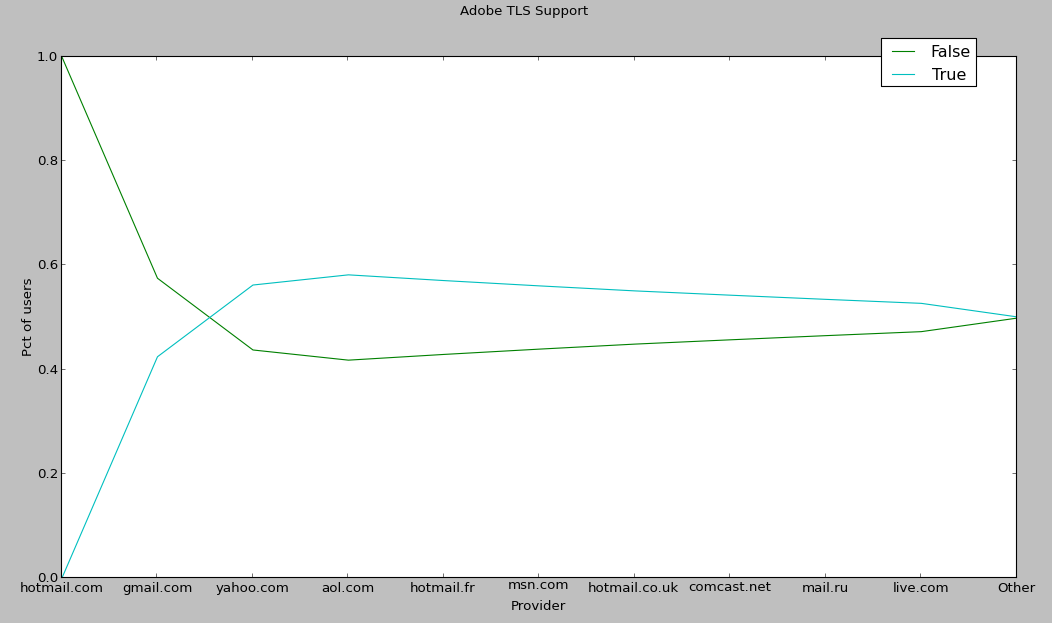 Adobe TLS Support
False
True
1.0
0.8
0.6
0.4
0.2
0.0
Pct of users
hotmail.com gmail.com yahoo.com aol.com hotmail.fr msn.com hotmail.co.uk comcast.net mail.ru live.com Other
Provider